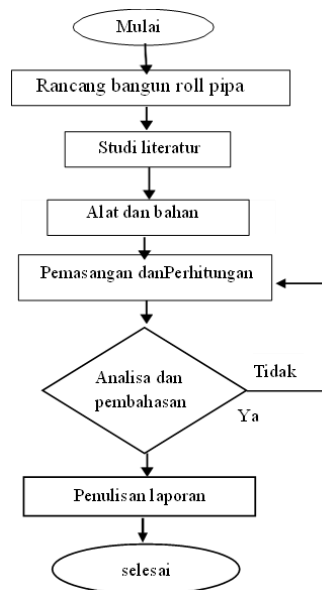 Mulai
Rancang bangun roll pipa
Studi literatur
Alat dan bahan
Pemasangan danPerhitungan
Analisa dan
pembahasan
Tidak
Ya
Penulisan laporan
selesai